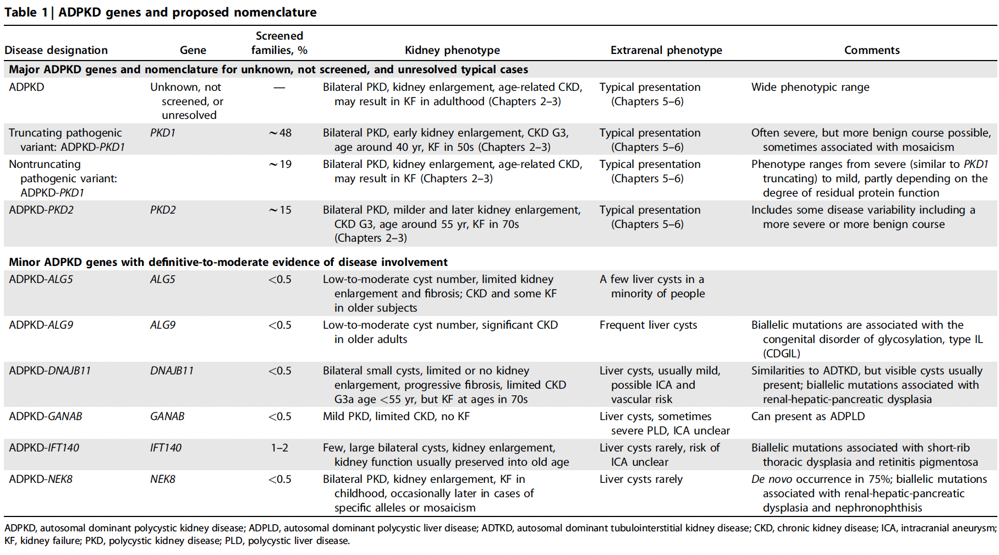 Table 1 | ADPKD genes and proposed nomenclature
Disease designation Gene Screened families, % Kidney phenotype Extrarenal phenotype Comments
Major ADPKD genes and nomenclature for unknown, not screened, and unresolved typical cases
ADPKD Unknown, not — Bilateral PKD, kidney enlargement, age-related CKD, Typical presentation Wide phenotypic range
screened, or may result in KF in adulthood (Chapters 2–3) (Chapters 5–6)
unresolved
Truncating pathogenic PKD1 ~48 Bilateral PKD, early kidney enlargement, CKD G3, Typical presentation Often severe, but more benign course possible,
variant: ADPKD-PKD1 age around 40 yr, KF in 50s (Chapters 2–3) (Chapters 5–6) sometimes associated with mosaicism
Nontruncating ~19 Bilateral PKD, kidney enlargement, age-related CKD, Typical presentation Phenotype ranges from severe (similar to PKD1
pathogenic variant: may result in KF (Chapters 2–3) (Chapters 5–6) truncating) to mild, partly depending on the
ADPKD-PKD1 degree of residual protein function
ADPKD-PKD2 PKD2 ~15 Bilateral PKD, milder and later kidney enlargement, Typical presentation Includes some disease variability including a
CKD G3, age around 55 yr, KF in 70s (Chapters 5–6) more severe or more benign course
(Chapters 2–3)
Minor ADPKD genes with definitive-to-moderate evidence of disease involvement
ADPKD-ALG5 ALG5 <0.5 Low-to-moderate cyst number, limited kidney A few liver cysts in a
enlargement and fibrosis; CKD and some KF minority of people
in older subjects
ADPKD-ALG9 ALG9 <0.5 Low-to-moderate cyst number, significant CKD Frequent liver cysts Biallelic mutations are associated with the
in older adults congenital disorder of glycosylation, type IL
(CDGIL)
ADPKD-DNAJB11 DNAJB11 <0.5 Bilateral small cysts, limited or no kidney Liver cysts, usually mild, Similarities to ADTKD, but visible cysts usually
enlargement, progressive fibrosis, limited CKD possible ICA and present; biallelic mutations associated with
G3a age <55 yr, but KF at ages in 70s vascular risk renal-hepatic-pancreatic dysplasia
ADPKD-GANAB GANAB <0.5 Mild PKD, limited CKD, no KF Liver cysts, sometimes Can present as ADPLD
severe PLD, ICA unclear
ADPKD-IFT140 IFT140 1–2 Few, large bilateral cysts, kidney enlargement, Liver cysts rarely, risk of Biallelic mutations associated with short-rib
kidney function usually preserved into old age ICA unclear thoracic dysplasia and retinitis pigmentosa
ADPKD-NEK8 NEK8 <0.5 Bilateral PKD, kidney enlargement, KF in Liver cysts rarely De novo occurrence in 75%; biallelic mutations
childhood, occasionally later in cases of associated with renal-hepatic-pancreatic
specific alleles or mosaicism dysplasia and nephronophthisis
ADPKD, autosomal dominant polycystic kidney disease; ADPLD, autosomal dominant polycystic liver disease; ADTKD, autosomal dominant tubulointerstitial kidney disease; CKD, chronic kidney disease; ICA, intracranial aneurysm;
KF, kidney failure; PKD, polycystic kidney disease; PLD, polycystic liver disease.